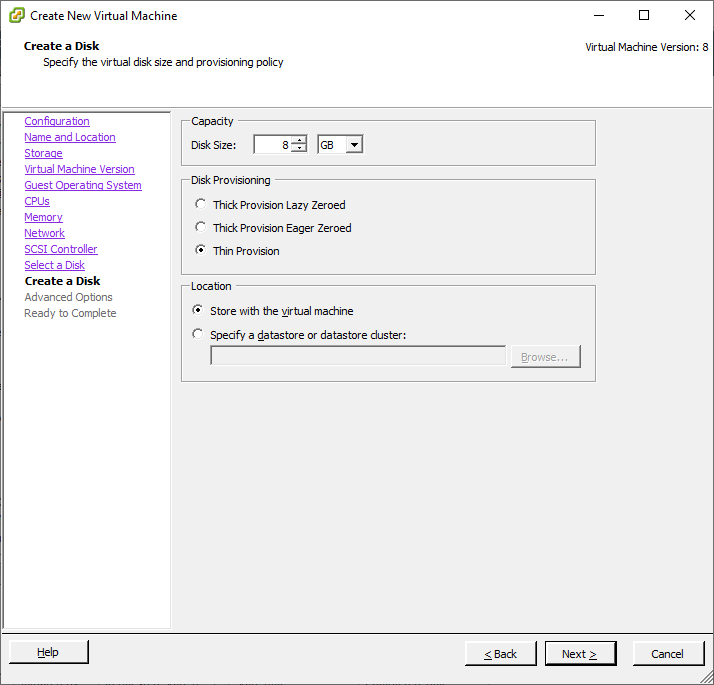 Create New Virtual Machine
Create a Disk
Specify the virtual disk size and provisioning policy
Virtual Machine Version: 8
Configuration
Name and Location
Storage
Virtual Machine Version
Guest Operating System
CPUs
Memory
Network
SCSI Controller
Select a Disk
Create a Disk
Advanced Options
Ready to Complete
Capacity
Disk Size: 8 GB
Disk Provisioning
Thick Provision Lazy Zeroed
Thick Provision Eager Zeroed
Thin Provision
Location
Store with the virtual machine
Specify a datastore or datastore cluster:
Browse...
Help
< Back
Next >
Cancel